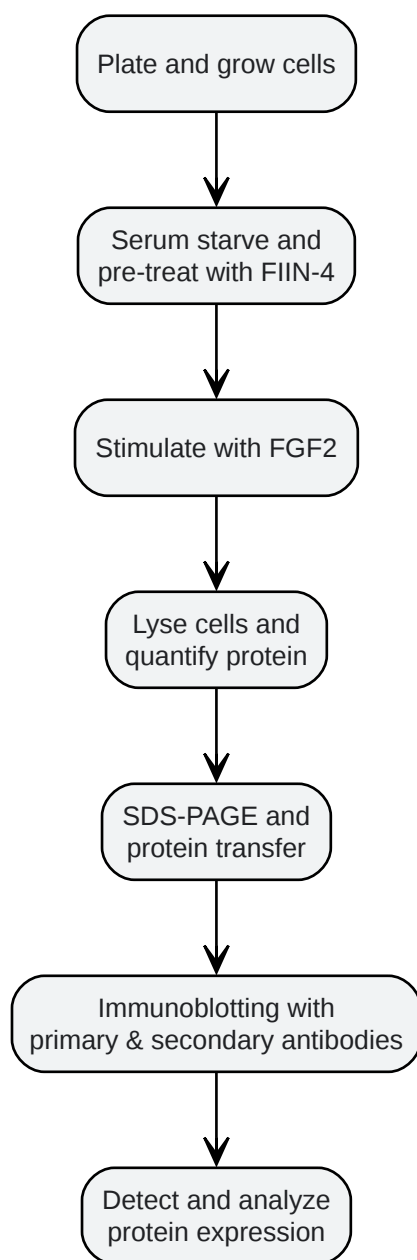 Plate and grow cells
Serum starve and
pre-treat with FIIN-4
Stimulate with FGF2
Lyse cells and
quantify protein
SDS-PAGE and
protein transfer
Immunoblotting with
primary & secondary antibodies
Detect and analyze
protein expression